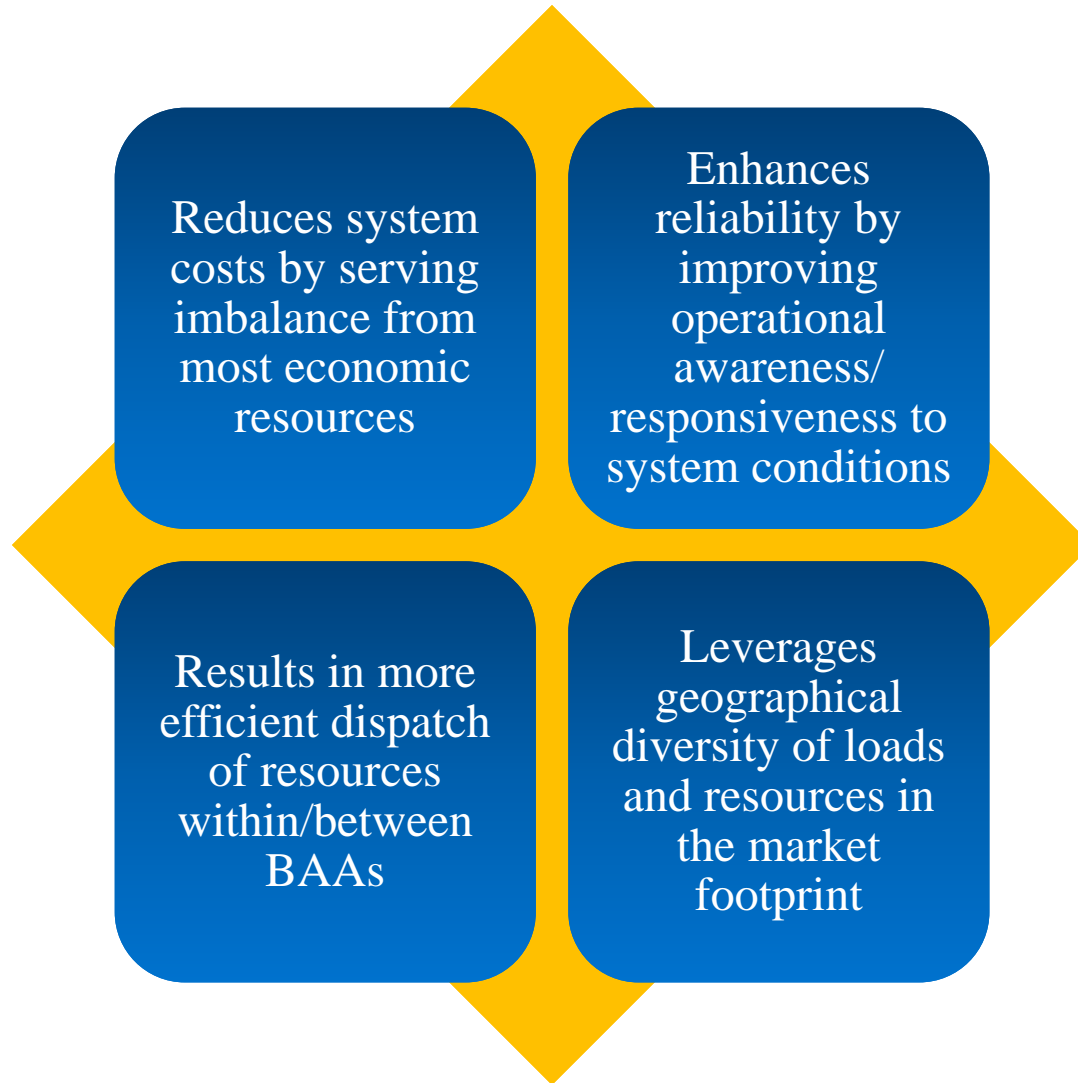 Reduces system
costs by serving
imbalance from
most economic
resources
Enhances
reliability by
improving
operational
awareness/
responsiveness to
system conditions
Results in more
efficient dispatch
of resources
within/between
BAAs
Leverages
geographical
diversity of loads
and resources in
the market
footprint